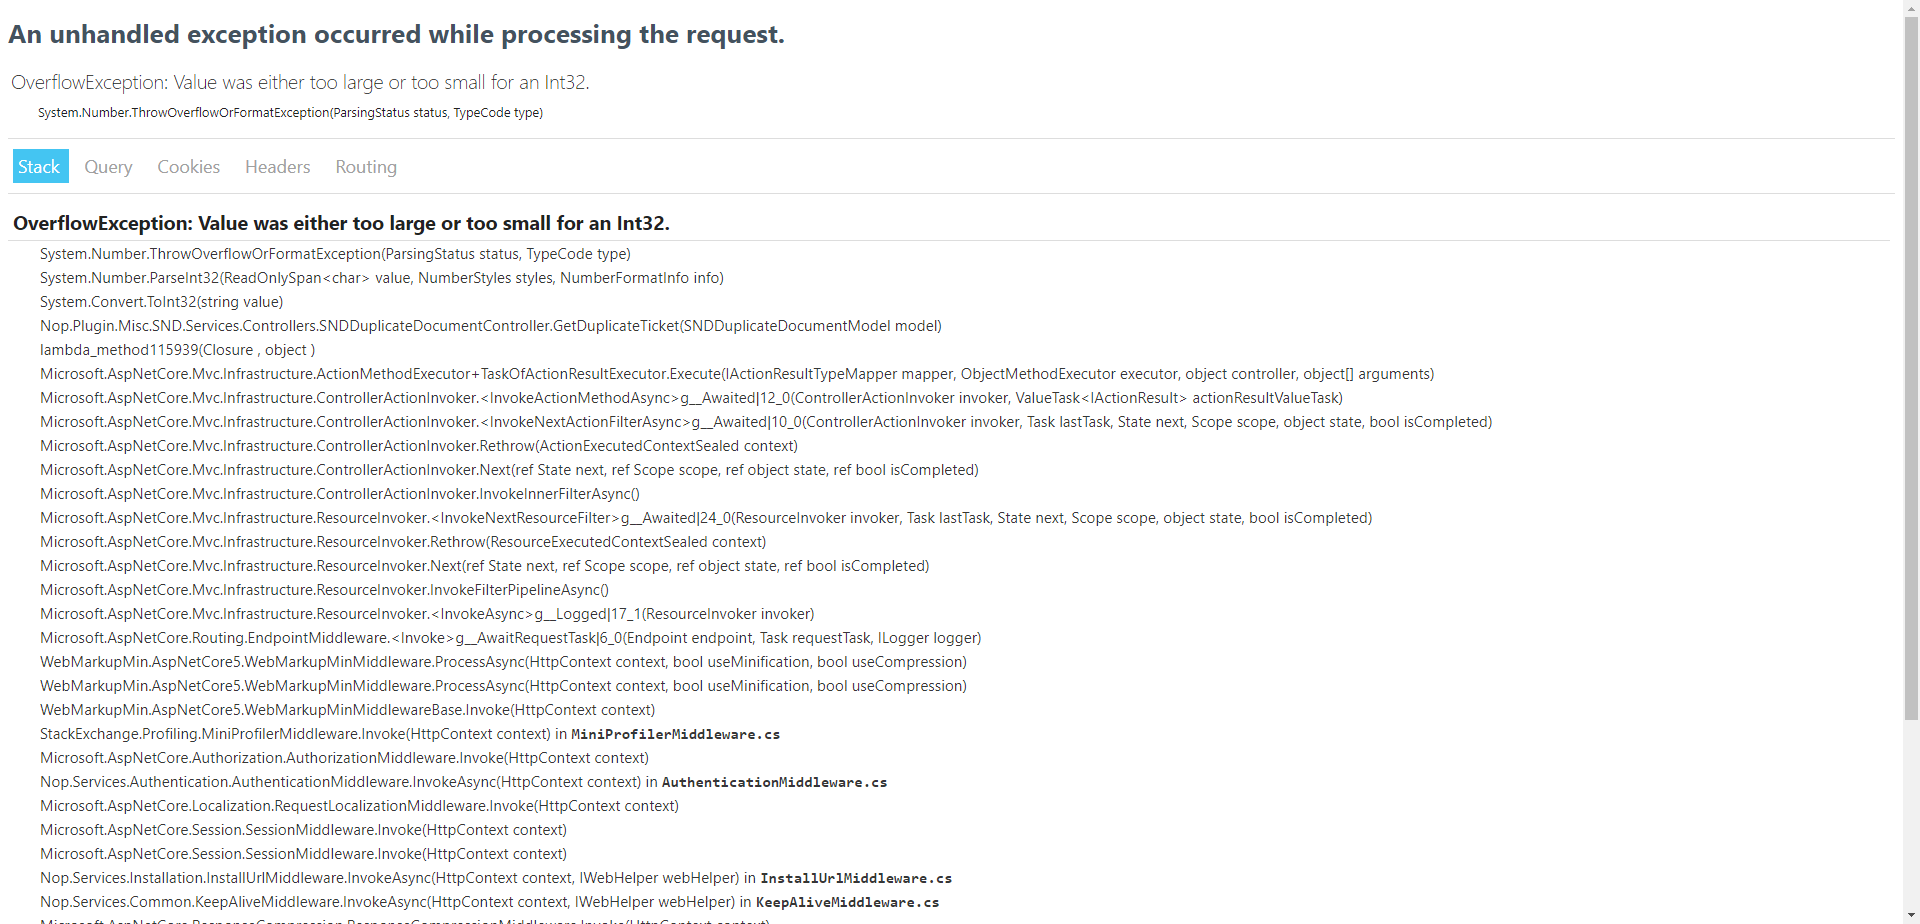 An unhandled exception occurred while processing the request.
OverflowException: Value was either too large or too small for an Int32.
System.Number.ThrowOverflowOrFormatException(ParsingStatus status, TypeCode type)
Stack Query Cookies Headers Routing
OverflowException: Value was either too large or too small for an Int32.
System.Number.ThrowOverflowOrFormatException(ParsingStatus status, TypeCode type)
System.Number.ParseInt32(ReadOnlySpan<char> value, NumberStyles styles, NumberFormatInfo info)
System.Convert.ToInt32(string value)
Nop.Plugin.Misc.SND.Services.Controllers.SNDDuplicateDocumentController.GetDuplicateTicket(SNDDuplicateDocumentModel model)
lambda_method115939(Closure , object )
Microsoft.AspNetCore.Mvc.Infrastructure.ActionMethodExecutor+TaskOfActionResultExecutor.Execute(IActionResultTypeMapper mapper, ObjectMethodExecutor executor, object controller, object[] arguments)
Microsoft.AspNetCore.Mvc.Infrastructure.ControllerActionInvoker.<InvokeActionMethodAsync>g__Awaited|12_0(ControllerActionInvoker invoker, ValueTask<IActionResult> actionResultValueTask)
Microsoft.AspNetCore.Mvc.Infrastructure.ControllerActionInvoker.<InvokeNextActionFilterAsync>g__Awaited|10_0(ControllerActionInvoker invoker, Task lastTask, State next, Scope scope, object state, bool isCompleted)
Microsoft.AspNetCore.Mvc.Infrastructure.ControllerActionInvoker.Rethrow(ActionExecutedContextSealed context)
Microsoft.AspNetCore.Mvc.Infrastructure.ControllerActionInvoker.Next(ref State next, ref Scope scope, ref object state, ref bool isCompleted)
Microsoft.AspNetCore.Mvc.Infrastructure.ControllerActionInvoker.InvokeInnerFilterAsync()
Microsoft.AspNetCore.Mvc.Infrastructure.ResourceInvoker.<InvokeNextResourceFilter>g__Awaited|24_0(ResourceInvoker invoker, Task lastTask, State next, Scope scope, object state, bool isCompleted)
Microsoft.AspNetCore.Mvc.Infrastructure.ResourceInvoker.Rethrow(ResourceExecutedContextSealed context)
Microsoft.AspNetCore.Mvc.Infrastructure.ResourceInvoker.Next(ref State next, ref Scope scope, ref object state, ref bool isCompleted)
Microsoft.AspNetCore.Mvc.Infrastructure.ResourceInvoker.InvokeFilterPipelineAsync()
Microsoft.AspNetCore.Mvc.Infrastructure.ResourceInvoker.<InvokeAsync>g__Logged|17_1(ResourceInvoker invoker)
Microsoft.AspNetCore.Routing.EndpointMiddleware.<Invoke>g__AwaitRequestTask|6_0(Endpoint endpoint, Task requestTask, ILogger logger)
WebMarkupMin.AspNetCore5.WebMarkupMinMiddleware.ProcessAsync(HttpContext context, bool useMinification, bool useCompression)
WebMarkupMin.AspNetCore5.WebMarkupMinMiddleware.ProcessAsync(HttpContext context, bool useMinification, bool useCompression)
WebMarkupMin.AspNetCore5.WebMarkupMinMiddlewareBase.Invoke(HttpContext context)
StackExchange.Profiling.MiniProfilerMiddleware.Invoke(HttpContext context) in MiniProfilerMiddleware.cs
Microsoft.AspNetCore.Authorization.AuthorizationMiddleware.Invoke(HttpContext context)
Nop.Services.Authentication.AuthenticationMiddleware.InvokeAsync(HttpContext context) in AuthenticationMiddleware.cs
Microsoft.AspNetCore.Localization.RequestLocalizationMiddleware.Invoke(HttpContext context)
Microsoft.AspNetCore.Session.SessionMiddleware.Invoke(HttpContext context)
Microsoft.AspNetCore.Session.SessionMiddleware.Invoke(HttpContext context)
Nop.Services.Installation.InstallUrlMiddleware.InvokeAsync(HttpContext context, IWebHelper webHelper) in InstallUrlMiddleware.cs
Nop.Services.Common.KeepAliveMiddleware.InvokeAsync(HttpContext context, IWebHelper webHelper) in KeepAliveMiddleware.cs
Microsoft.AspNetCore.ResponseCompression.ResponseCompressionMiddleware.Invoke(HttpContext context)